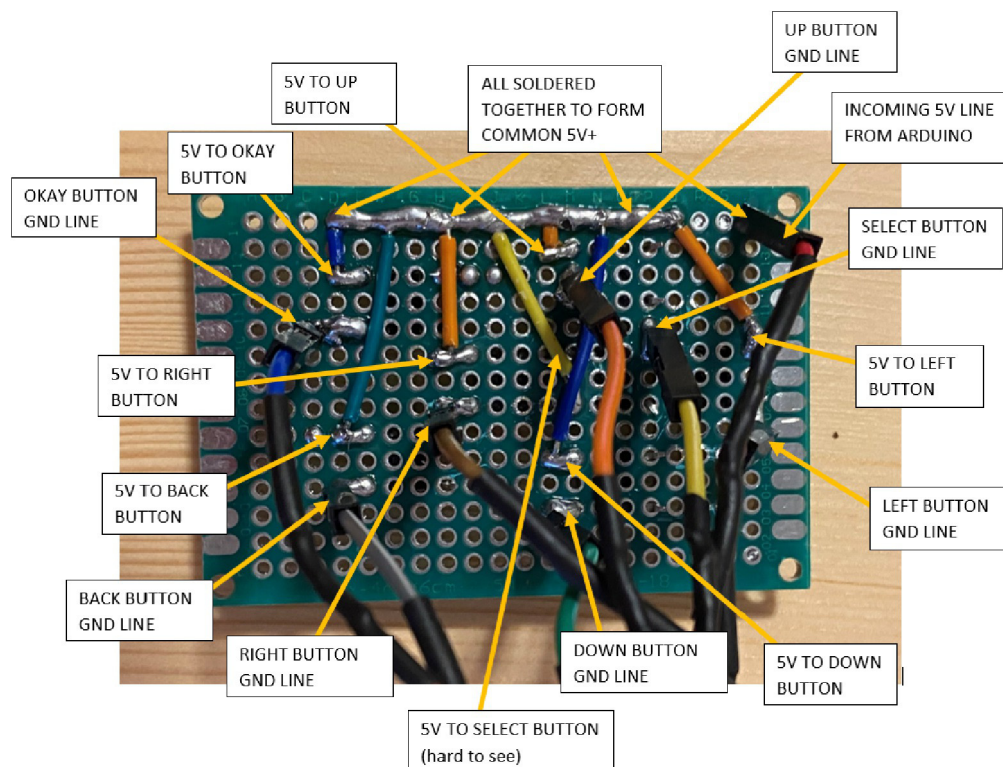 UP BUTTON
GND LINE
5V TO UP
BUTTON
ALL SOLDERED
TOGETHER TO FORM
COMMON 5V+
INCOMING 5V LINE
FROM ARDUINO
5V TO OKAY
BUTTON
OKAY BUTTON
GND LINE
SELECT BUTTON
GND LINE
5V TO RIGHT
BUTTON
5V TO LEFT
BUTTON
5V TO BACK
BUTTON
LEFT BUTTON
GND LINE
BACK BUTTON
GND LINE
RIGHT BUTTON
GND LINE
DOWN BUTTON
GND LINE
5V TO DOWN
BUTTON
5V TO SELECT BUTTON
(hard to see)